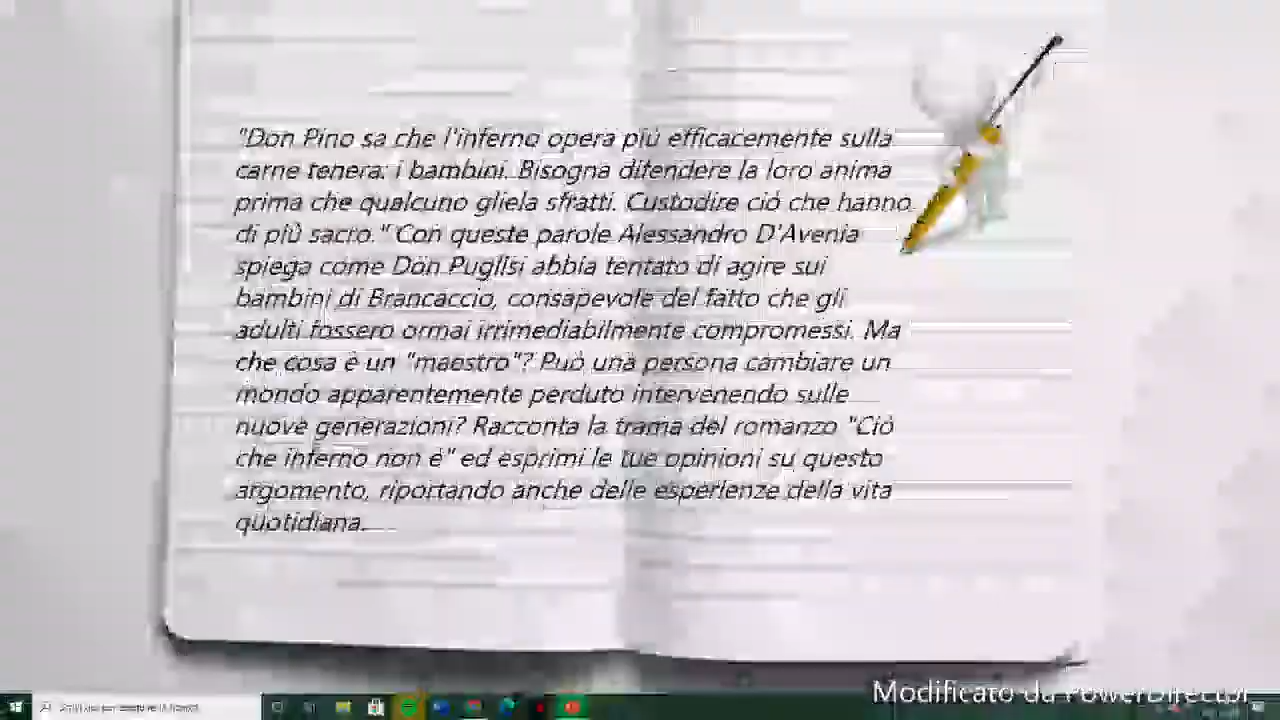 "Don Pino sa che l'inferno opera più efficacemente sulla
carne tenera: i bambini. Bisogna difendere la loro anima
prima che qualcuno gliela sfratti. Custodire ciò che hanno
di più sacro." Con queste parole Alessandro D'Avenia
spiega come Don Puglisi abbia tentato di agire sui
bambini di Brancaccio, consapevole del fatto che gli
adulti fossero ormai irrimediabilmente compromessi. Ma
che cosa è un "maestro"? Può una persona cambiare un
mondo apparentemente perduto intervenendo sulle
nuove generazioni? Racconta la trama del romanzo "Ciò
che inferno non è" ed esprimi le tue opinioni su questo
argomento, riportando anche delle esperienze della vita
quotidiana.
Modificato da PowerDirector